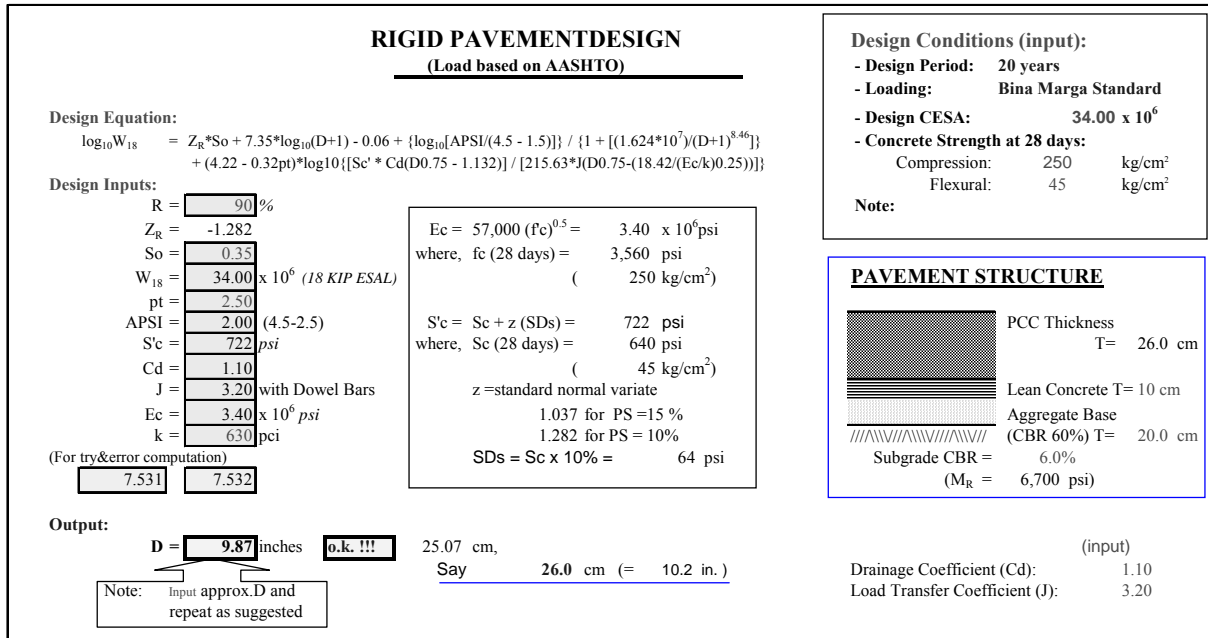 RIGID PAVEMENTDESIGN
(Load based on AASHTO)
Design Equation:
log10W18 = ZR*So + 7.35*log10(D+1) - 0.06 + {log10[APSI/(4.5 - 1.5)]} / {1 + [(1.624*10^7)/(D+1)^8.46]}
+ (4.22 - 0.32pt)*log10{[Sc' * Cd(D0.75 - 1.132)] / [215.63*J(D0.75-(18.42/(Ec/k)0.25))]}
Design Inputs:
R = 90 %
ZR = -1.282
So = 0.35
W18 = 34.00 x 10^6 (18 KIP ESAL)
pt = 2.50
APSI = 2.00 (4.5-2.5)
S'c = 722 psi
Cd = 1.10
J = 3.20 with Dowel Bars
Ec = 3.40 x 10^6 psi
k = 630 pci
(For try&error computation)
7.531 7.532
Ec = 57,000 (f'c)^0.5 = 3.40 x 10^6psi
where, fc (28 days) = 3,560 psi
( 250 kg/cm²)
S'c = Sc + z (SDs) = 722 psi
where, Sc (28 days) = 640 psi
( 45 kg/cm²)
z =standard normal variate
1.037 for PS =15 %
1.282 for PS = 10%
SDs = Sc x 10% = 64 psi
Output:
D = 9.87 inches o.k. !!! 25.07 cm,
Say 26.0 cm (= 10.2 in. )
Note: Input approx.D and
repeat as suggested
Design Conditions (input):
- Design Period: 20 years
- Loading: Bina Marga Standard
- Design CESA: 34.00 x 10^6
- Concrete Strength at 28 days:
Compression: 250 kg/cm²
Flexural: 45 kg/cm²
Note:
PAVEMENT STRUCTURE
PCC Thickness
T= 26.0 cm
Lean Concrete T= 10 cm
Aggregate Base
(CBR 60%) T= 20.0 cm
Subgrade CBR = 6.0%
(MR = 6,700 psi)
(input)
Drainage Coefficient (Cd): 1.10
Load Transfer Coefficient (J): 3.20